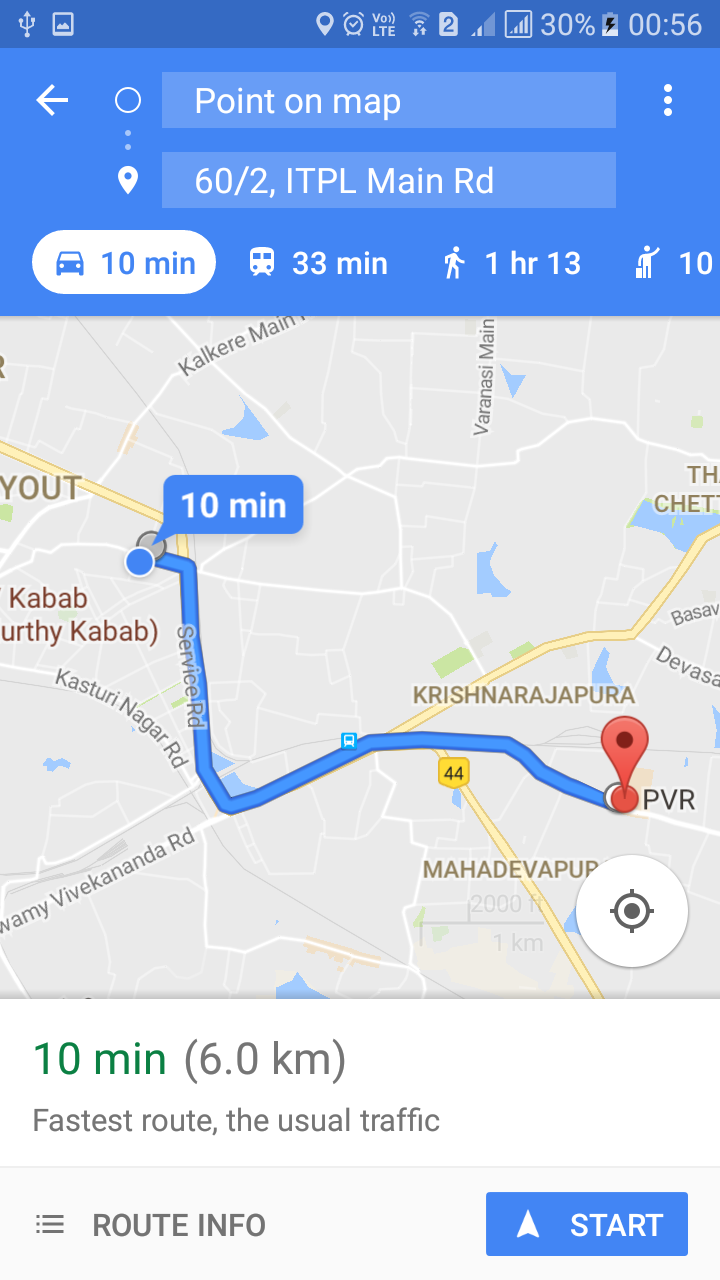 Vo)) LTE 2 30% 00:56
Point on map
60/2, ITPL Main Rd
10 min 33 min 1 hr 13 10
Kalkere Main
Varanasi Main
YOUT
TH
CHETT
10 min
Kabab
urthy Kabab)
Service Rd
Basav
Devasa
Kasturi Nagar Rd
KRISHNARAJAPURA
44
PVR
wamy Vivekananda Rd
MAHADEVAPUR
2000 ft
1 km
10 min (6.0 km)
Fastest route, the usual traffic
ROUTE INFO
START